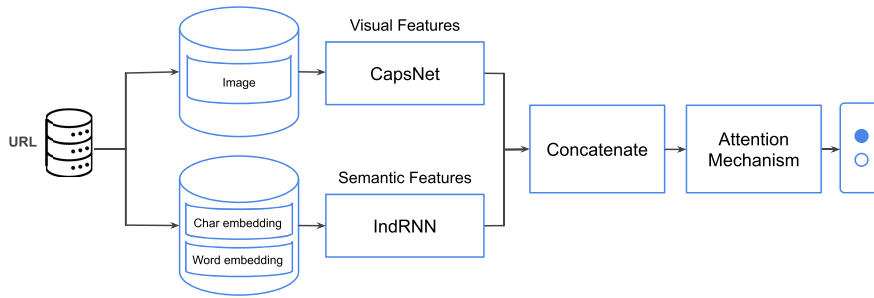 Visual Features
Image
CapsNet
URL
Concatenate
Attention
Mechanism
Semantic Features
Char embedding
IndRNN
Word embedding